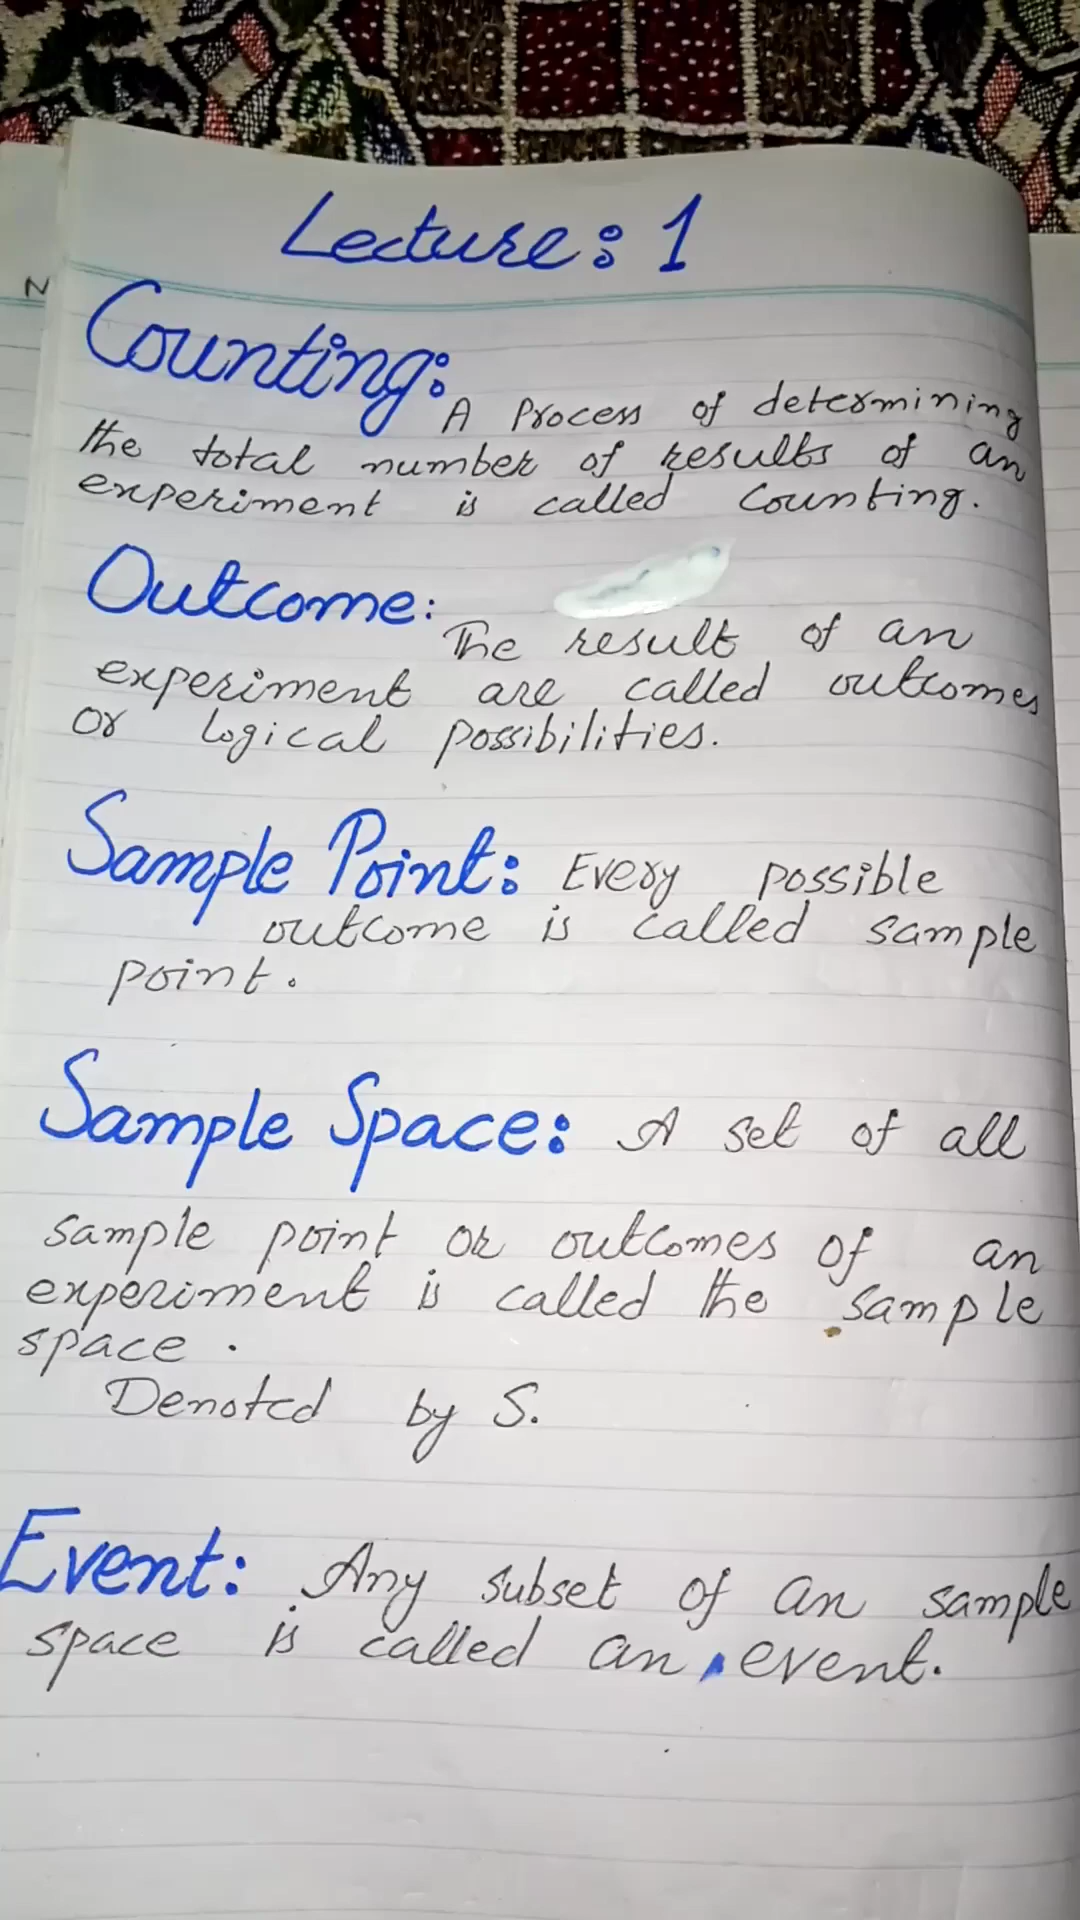 Lecture: 1
N
Counting:
A Process of determining
the total number of results of an
experiment is called Counting.
Outcome:
The result of an
experiment are called outcomes
or logical possibilities.
Sample Point: Every possible
outcome is called sample
point.
Sample Space: A set of all
sample point or outcomes of an
experiment is called the sample
space.
Denoted by S.
Event: Any subset of an sample
space is called an event.